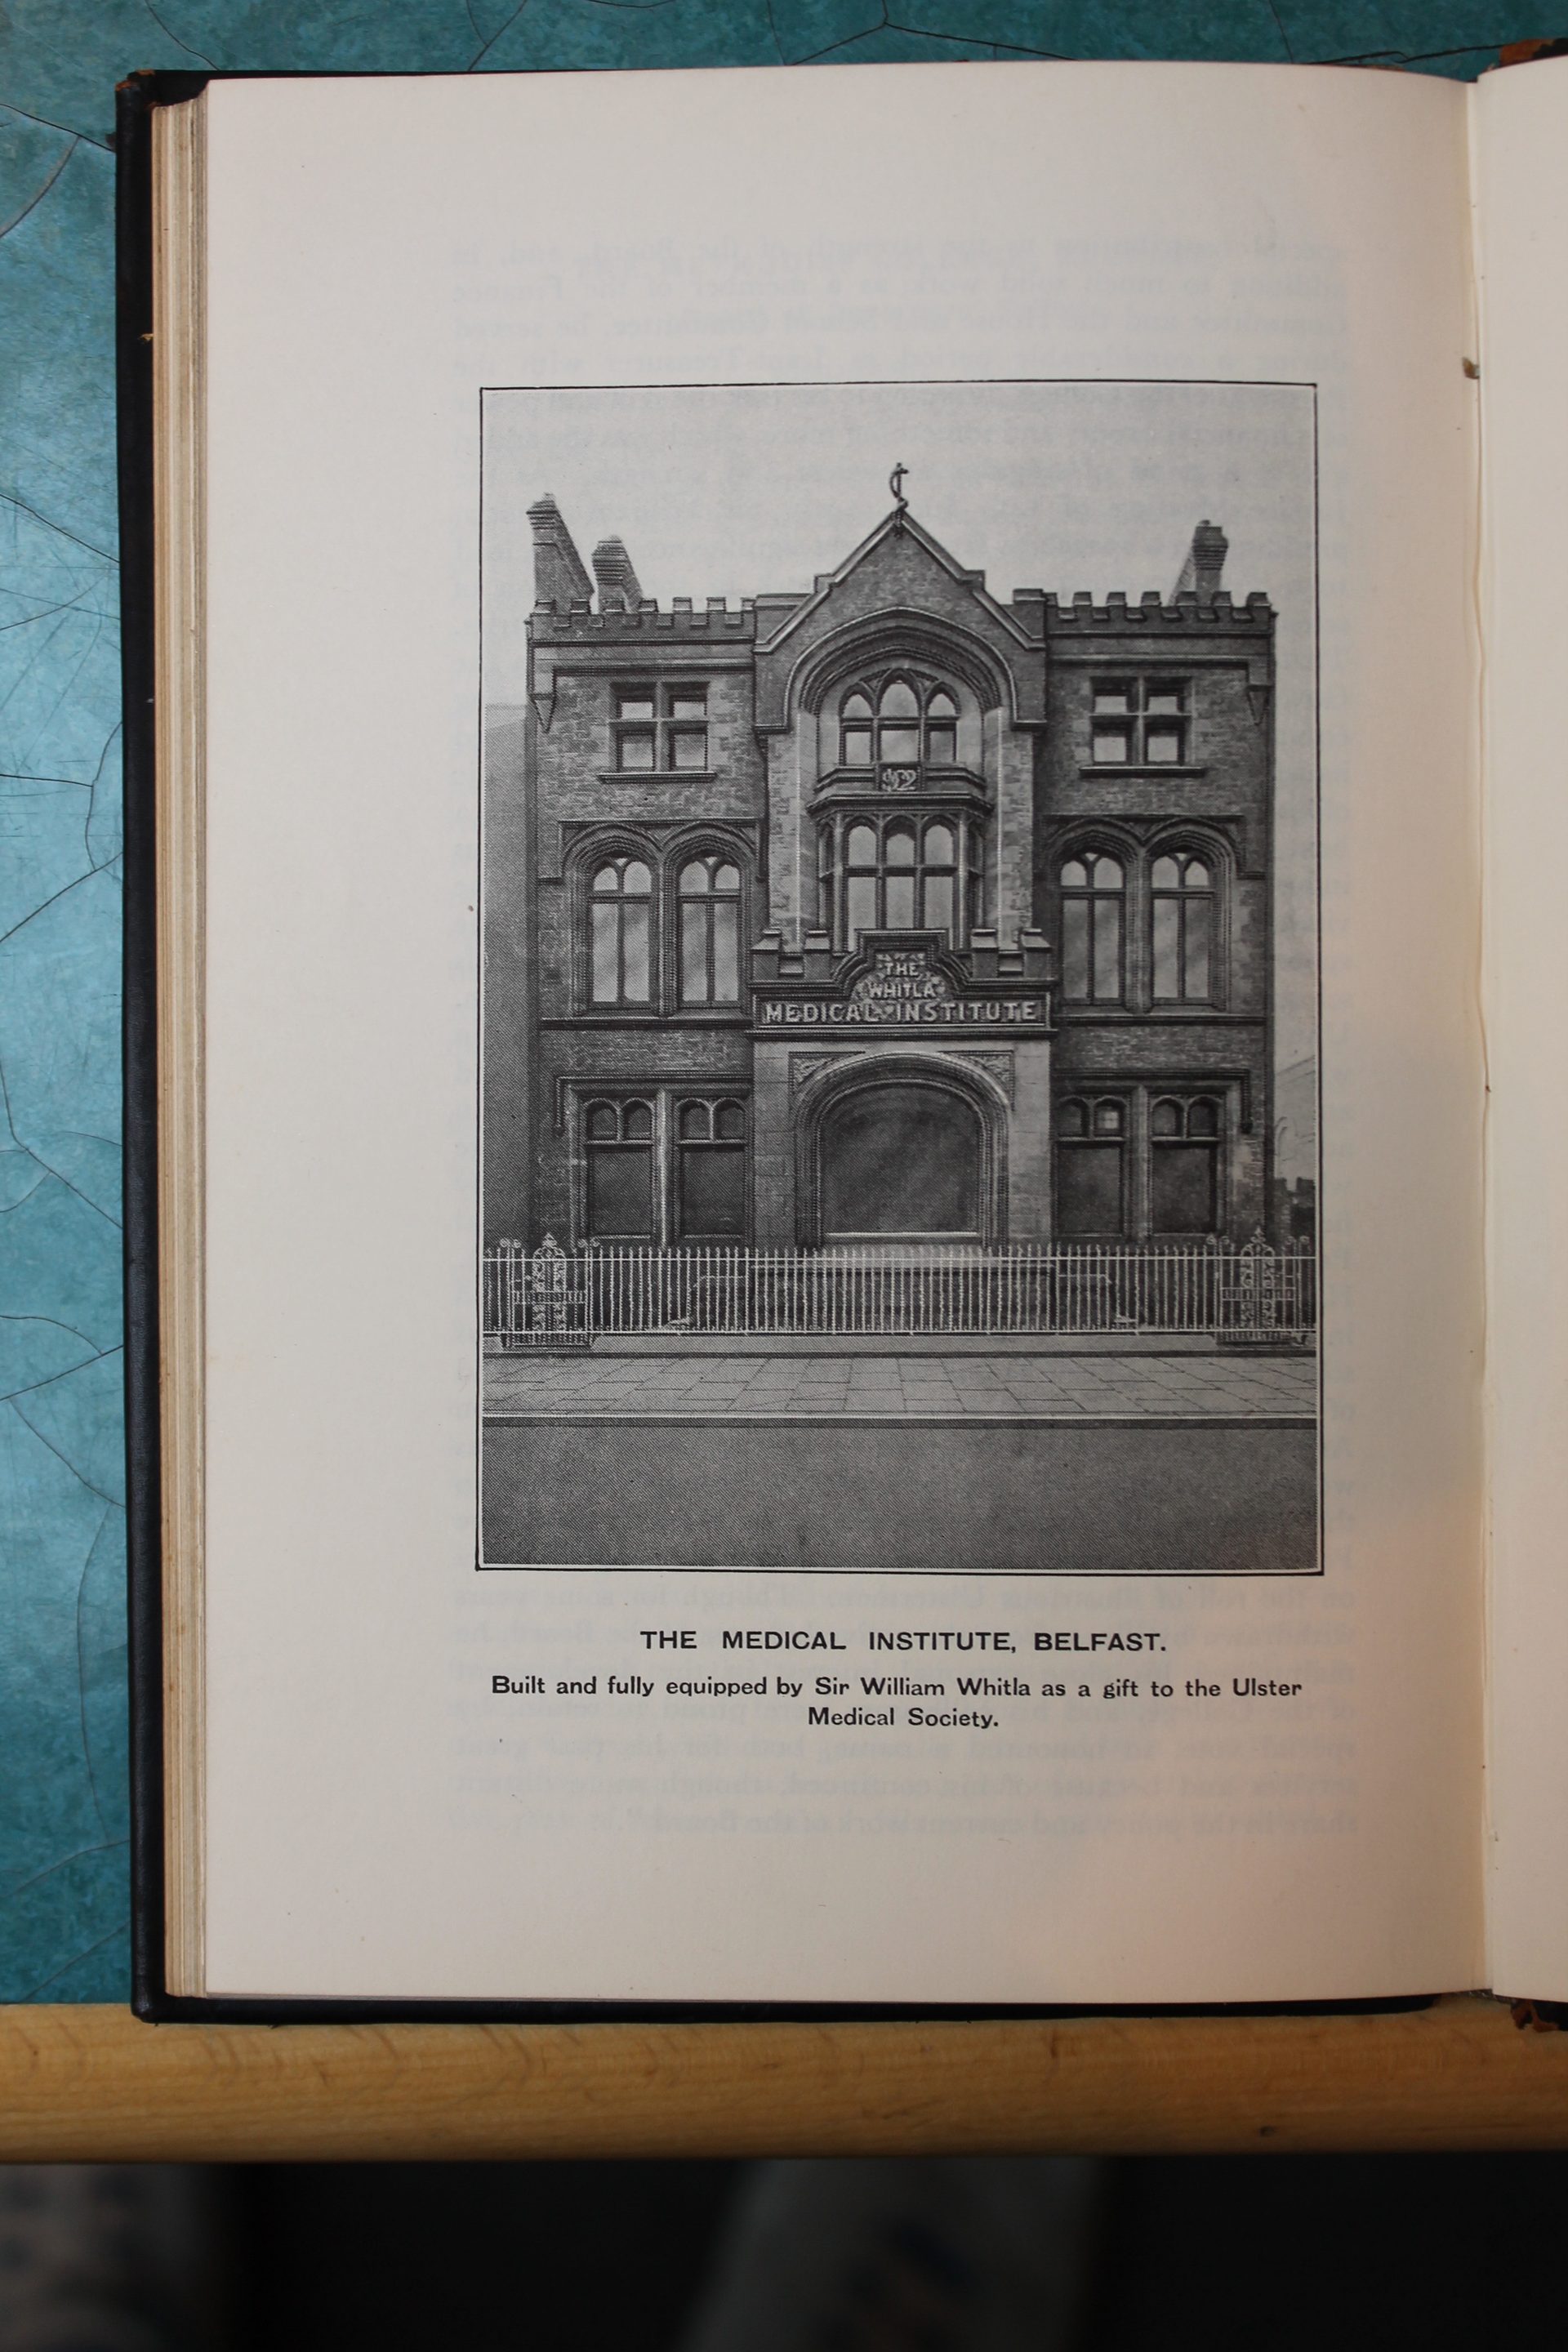 THE
WHITLA
MEDICAL INSTITUTE
THE MEDICAL INSTITUTE, BELFAST.
Built and fully equipped by Sir William Whitla as a gift to the Ulster
Medical Society.